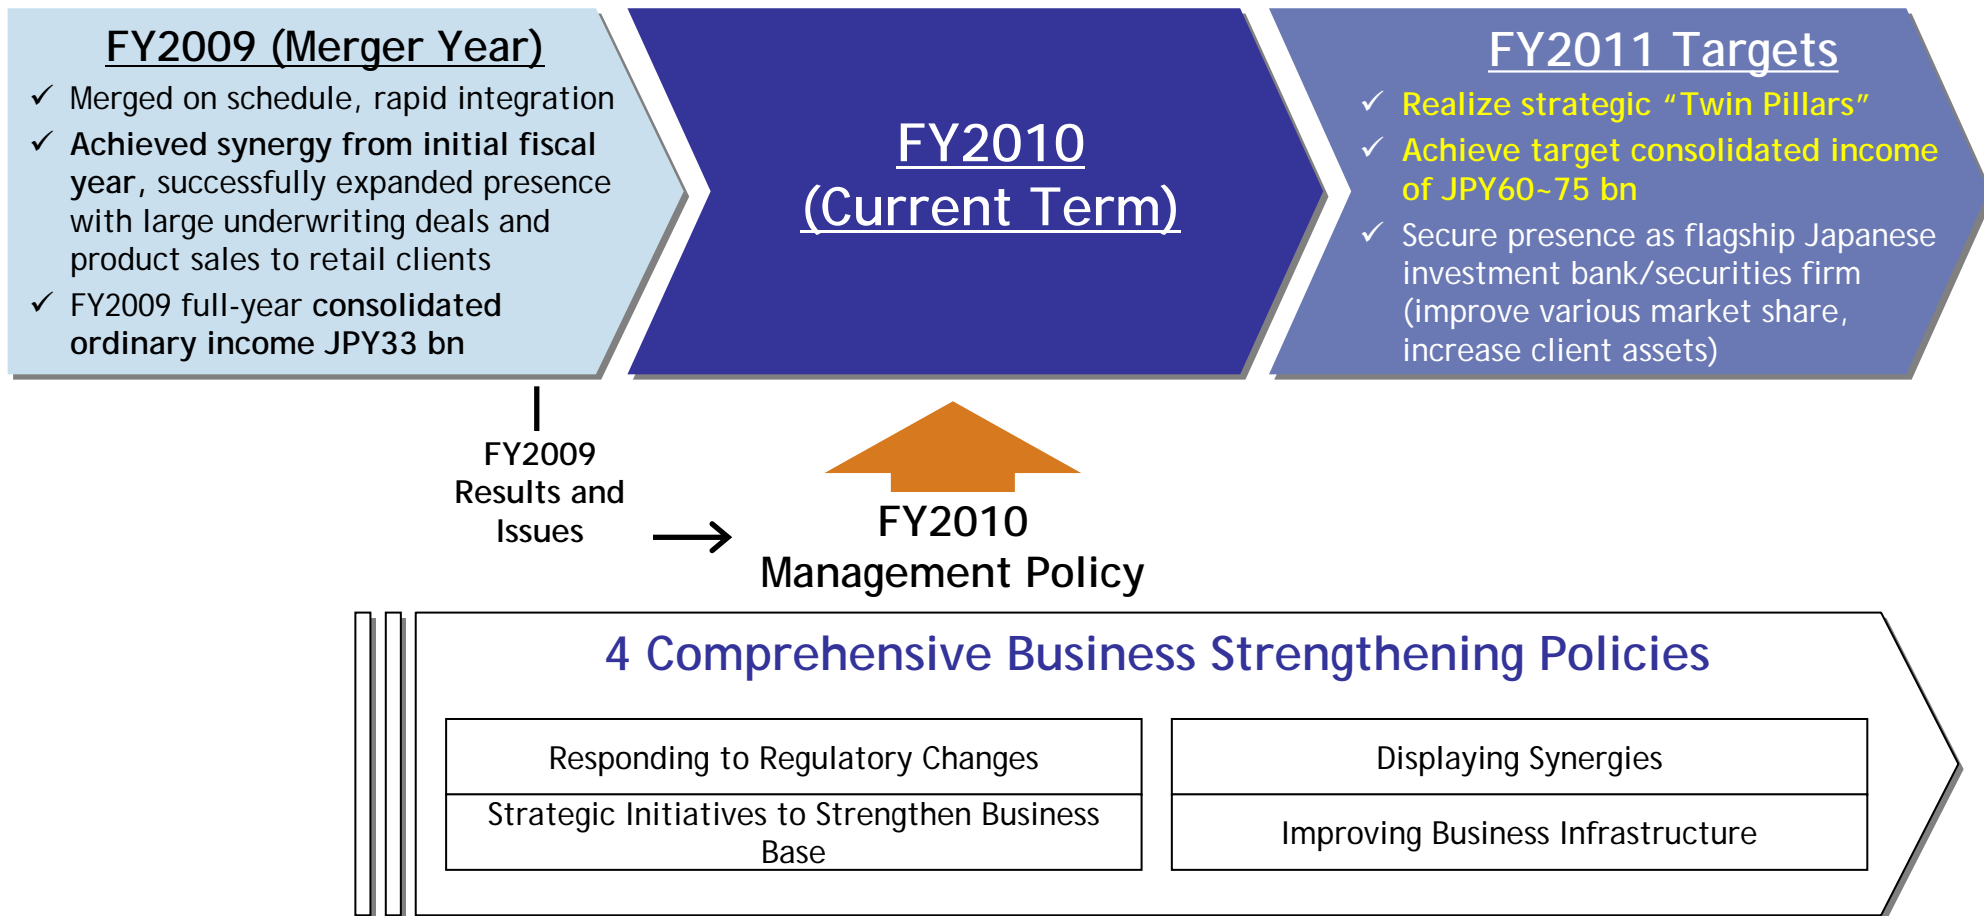 FY2009 (Merger Year)
✓ Merged on schedule, rapid integration
✓ Achieved synergy from initial fiscal
year, successfully expanded presence
with large underwriting deals and
product sales to retail clients
✓ FY2009 full-year consolidated
ordinary income JPY33 bn
FY2010
(Current Term)
FY2011 Targets
✓ Realize strategic “Twin Pillars”
✓ Achieve target consolidated income
of JPY60~75 bn
✓ Secure presence as flagship Japanese
investment bank/securities firm
(improve various market share,
increase client assets)
FY2009
Results and
Issues
FY2010
Management Policy
4 Comprehensive Business Strengthening Policies
Responding to Regulatory Changes
Displaying Synergies
Strategic Initiatives to Strengthen Business
Base
Improving Business Infrastructure